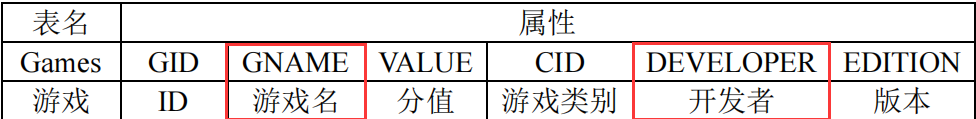 表名 属性
Games GID GNAME VALUE CID DEVELOPER EDITION
游戏 ID 游戏名 分值 游戏类别 开发者 版本